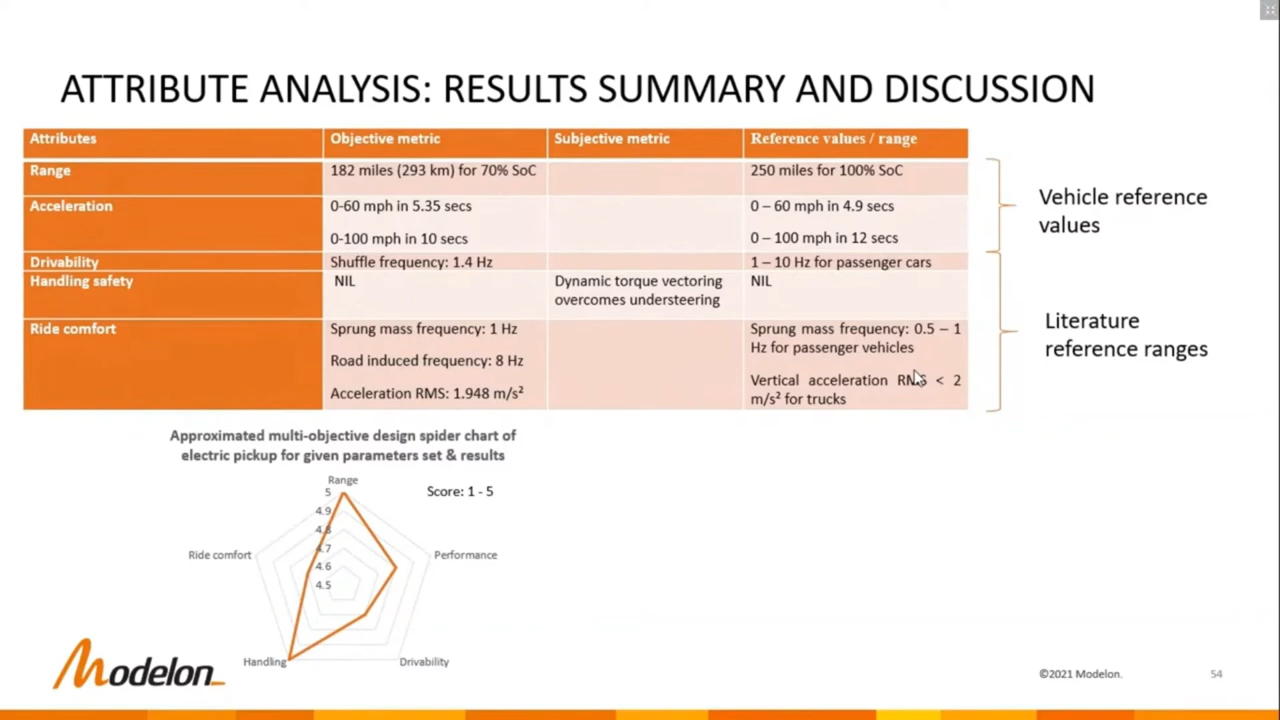 ATTRIBUTE ANALYSIS: RESULTS SUMMARY AND DISCUSSION
Attributes Objective metric Subjective metric Reference values / range
Range 182 miles (293 km) for 70% SoC 250 miles for 100% SoC
Acceleration 0-60 mph in 5.35 secs 0 – 60 mph in 4.9 secs
0-100 mph in 10 secs 0 – 100 mph in 12 secs
Drivability Shuffle frequency: 1.4 Hz 1 – 10 Hz for passenger cars
Handling safety NIL Dynamic torque vectoring NIL
overcomes understeering
Ride comfort Sprung mass frequency: 1 Hz Sprung mass frequency: 0.5 – 1
Hz for passenger vehicles
Road induced frequency: 8 Hz
Vertical acceleration RMS < 2
Acceleration RMS: 1.948 m/s²
m/s² for trucks
Vehicle reference
values
Literature
reference ranges
Approximated multi-objective design spider chart of
electric pickup for given parameters set & results
Range
Score: 1 - 5
5
4.9
4.8
4.7
4.6
4.5
Ride comfort
Performance
Handling
Drivability
Modelon
©2021 Modelon.
54